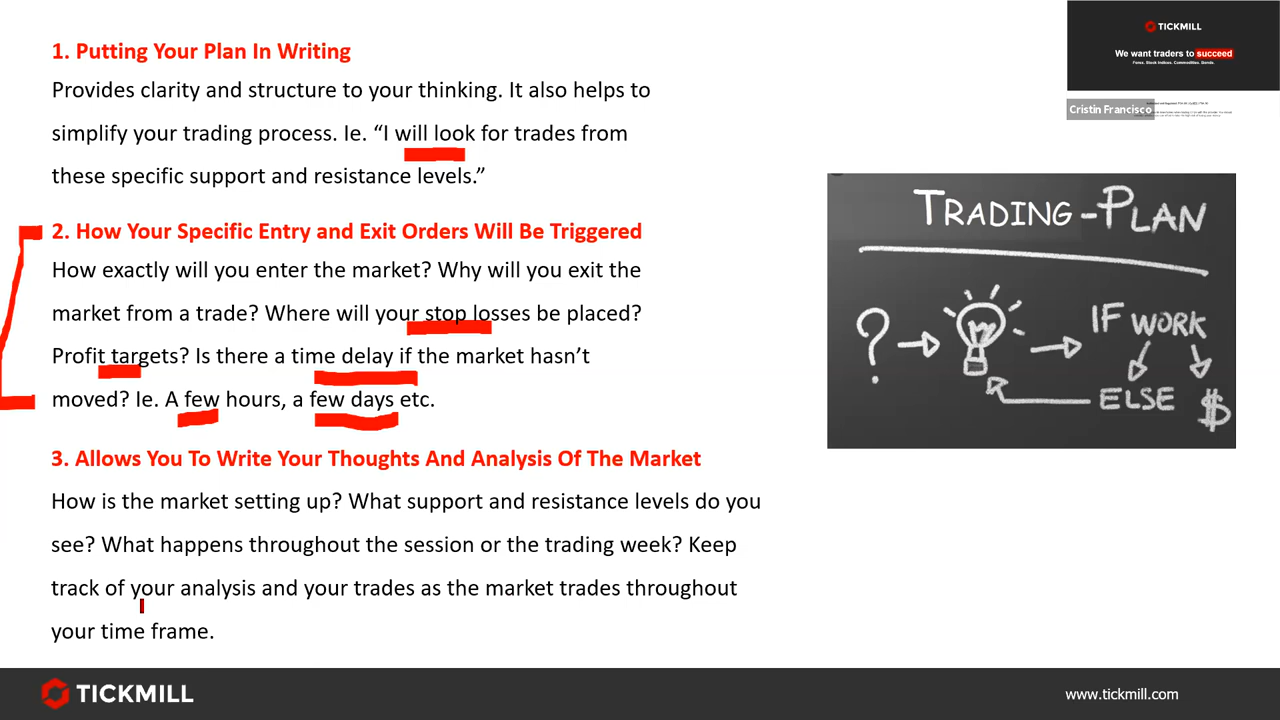 1. Putting Your Plan In Writing
Provides clarity and structure to your thinking. It also helps to
simplify your trading process. Ie. “I will look for trades from
these specific support and resistance levels.”
2. How Your Specific Entry and Exit Orders Will Be Triggered
How exactly will you enter the market? Why will you exit the
market from a trade? Where will your stop losses be placed?
Profit targets? Is there a time delay if the market hasn’t
moved? Ie. A few hours, a few days etc.
3. Allows You To Write Your Thoughts And Analysis Of The Market
How is the market setting up? What support and resistance levels do you
see? What happens throughout the session or the trading week? Keep
track of your analysis and your trades as the market trades throughout
your time frame.
TICKMILL
We want traders to succeed
Forex. Stock Indices. Commodities. Bonds.
Cristin Francisco
TRADING-PLAN
?
IF WORK
ELSE $
TICKMILL
www.tickmill.com